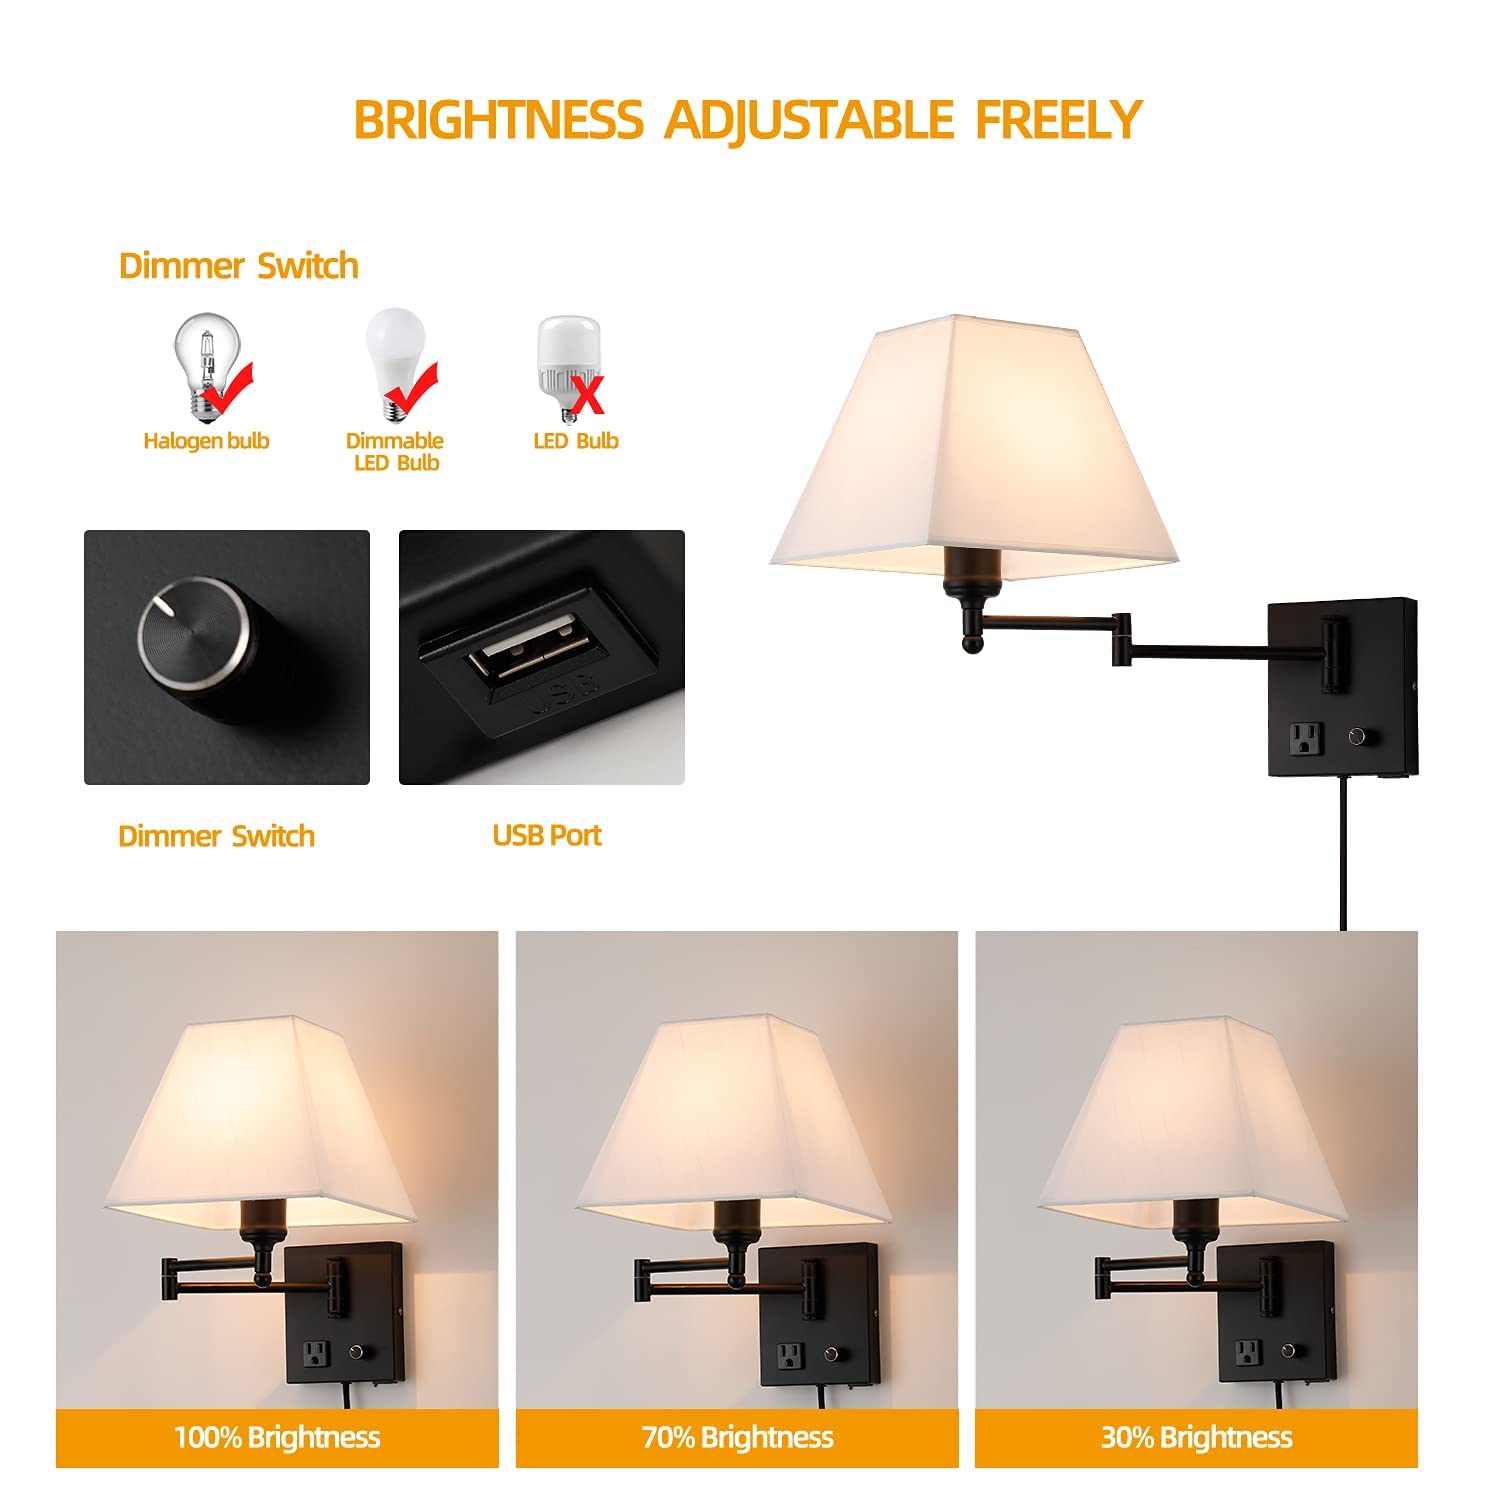 BRIGHTNESS ADJUSTABLE FREELY
Dimmer Switch
Halogen bulb
Dimmable
LED Bulb
LED Bulb
USB
Dimmer Switch
USB Port
100% Brightness
70% Brightness
30% Brightness